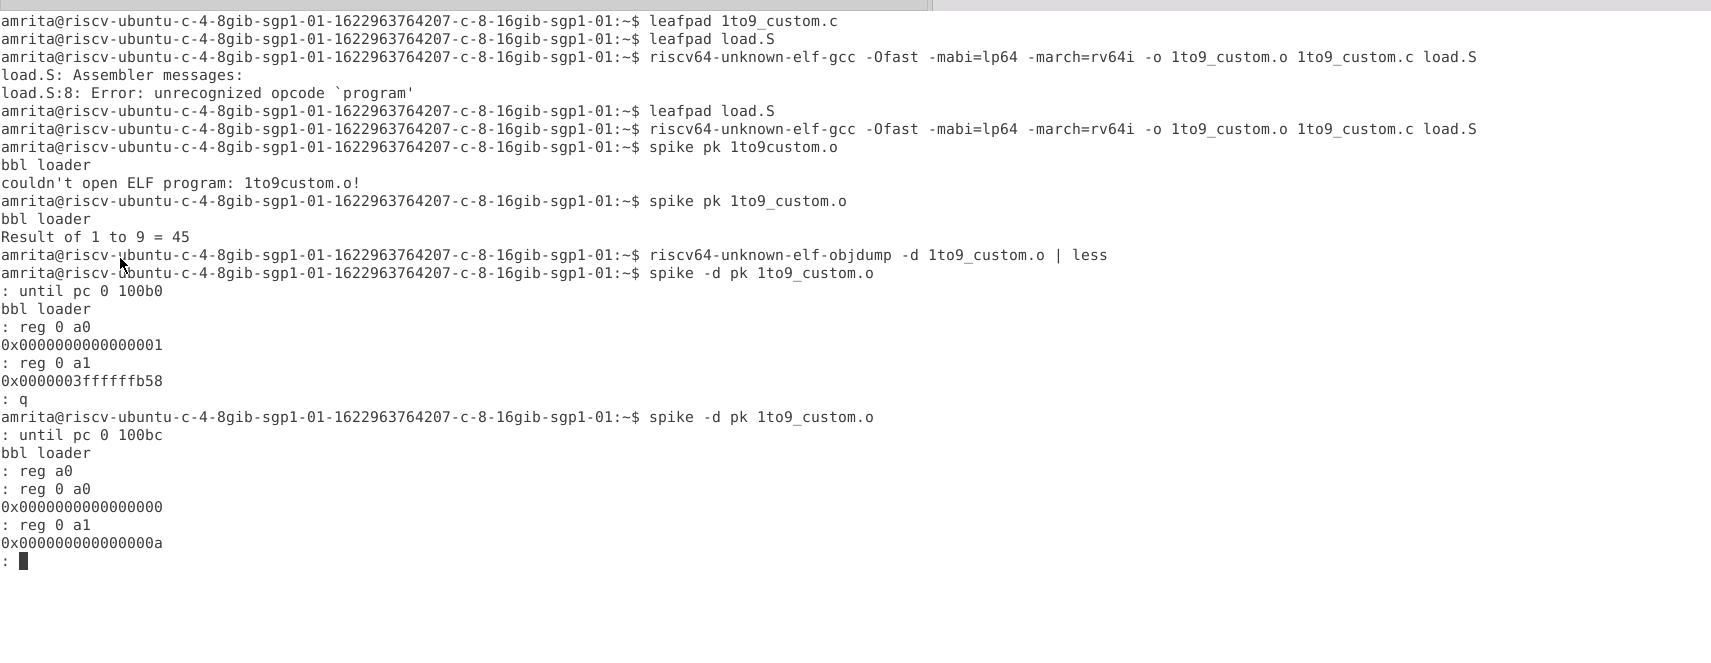 amrita@riscv-ubuntu-c-4-8gib-sgp1-01-1622963764207-c-8-16gib-sgp1-01:~$ leafpad 1to9_custom.c
amrita@riscv-ubuntu-c-4-8gib-sgp1-01-1622963764207-c-8-16gib-sgp1-01:~$ leafpad load.S
amrita@riscv-ubuntu-c-4-8gib-sgp1-01-1622963764207-c-8-16gib-sgp1-01:~$ riscv64-unknown-elf-gcc -Ofast -mabi=lp64 -march=rv64i -o 1to9_custom.o 1to9_custom.c load.S
load.S: Assembler messages:
load.S:8: Error: unrecognized opcode `program'
amrita@riscv-ubuntu-c-4-8gib-sgp1-01-1622963764207-c-8-16gib-sgp1-01:~$ leafpad load.S
amrita@riscv-ubuntu-c-4-8gib-sgp1-01-1622963764207-c-8-16gib-sgp1-01:~$ riscv64-unknown-elf-gcc -Ofast -mabi=lp64 -march=rv64i -o 1to9_custom.o 1to9_custom.c load.S
amrita@riscv-ubuntu-c-4-8gib-sgp1-01-1622963764207-c-8-16gib-sgp1-01:~$ spike pk 1to9custom.o
bbl loader
couldn't open ELF program: 1to9custom.o!
amrita@riscv-ubuntu-c-4-8gib-sgp1-01-1622963764207-c-8-16gib-sgp1-01:~$ spike pk 1to9_custom.o
bbl loader
Result of 1 to 9 = 45
amrita@riscv-ubuntu-c-4-8gib-sgp1-01-1622963764207-c-8-16gib-sgp1-01:~$ riscv64-unknown-elf-objdump -d 1to9_custom.o | less
amrita@riscv-ubuntu-c-4-8gib-sgp1-01-1622963764207-c-8-16gib-sgp1-01:~$ spike -d pk 1to9_custom.o
: until pc 0 100b0
bbl loader
: reg 0 a0
0x0000000000000001
: reg 0 a1
0x0000003ffffffb58
: q
amrita@riscv-ubuntu-c-4-8gib-sgp1-01-1622963764207-c-8-16gib-sgp1-01:~$ spike -d pk 1to9_custom.o
: until pc 0 100bc
bbl loader
: reg a0
: reg 0 a0
0x0000000000000000
: reg 0 a1
0x000000000000000a
: